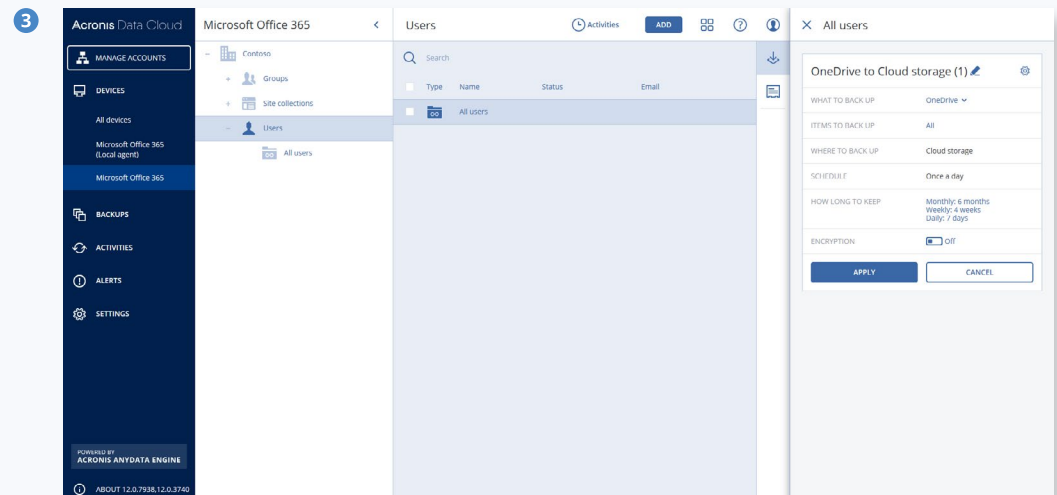 3
Acronis Data Cloud
MANAGE ACCOUNTS
DEVICES
All devices
Microsoft Office 365
(Local agent)
Microsoft Office 365
BACKUPS
ACTIVITIES
ALERTS
SETTINGS
POWERED BY
ACRONIS ANYDATA ENGINE
ABOUT 12.0.7938,12.0.3740
Microsoft Office 365
Contoso
Groups
Site collections
Users
All users
Users
Activities
ADD
Search
Type Name Status Email
All users
All users
OneDrive to Cloud storage (1)
WHAT TO BACK UP OneDrive
ITEMS TO BACK UP All
WHERE TO BACK UP Cloud storage
SCHEDULE Once a day
HOW LONG TO KEEP Monthly: 6 months
Weekly: 4 weeks
Daily: 7 days
ENCRYPTION Off
APPLY CANCEL